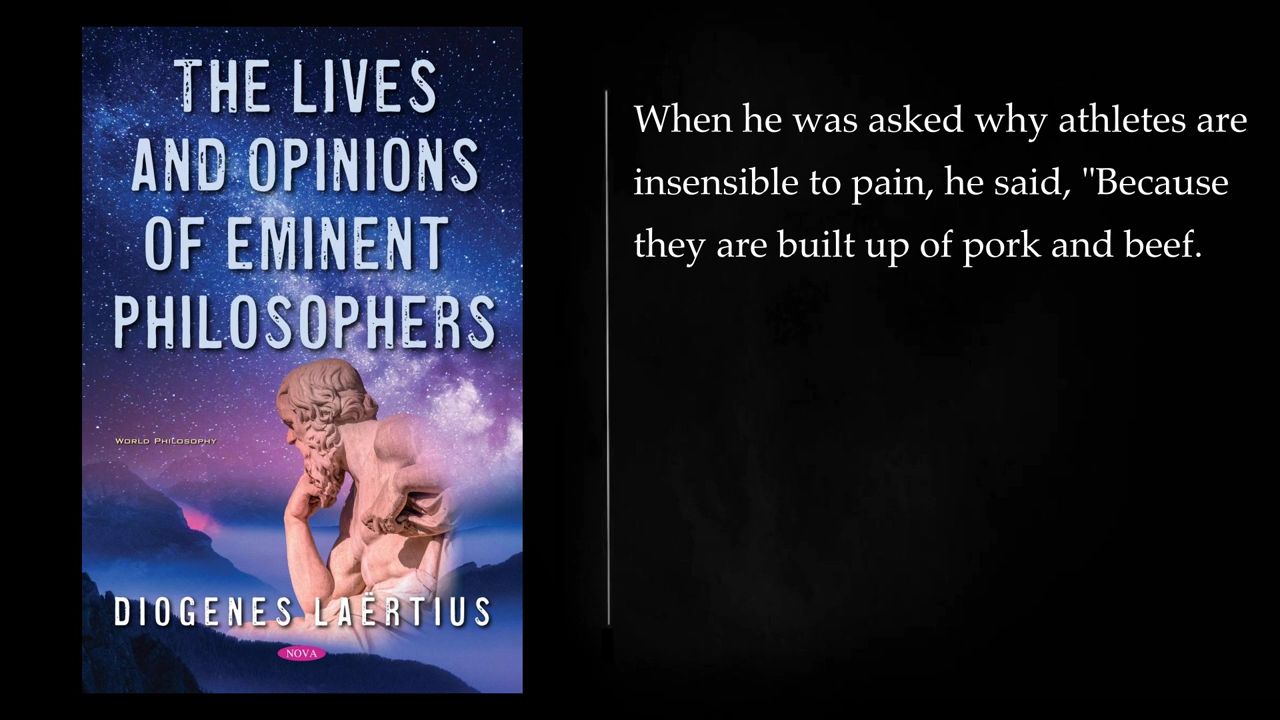 THE LIVES
AND OPINIONS
OF EMINENT
PHILOSOPHERS
WORLD PHILOSOPHY
DIOGENES LAËRTIUS
NOVA
When he was asked why athletes are
insensible to pain, he said, "Because
they are built up of pork and beef.